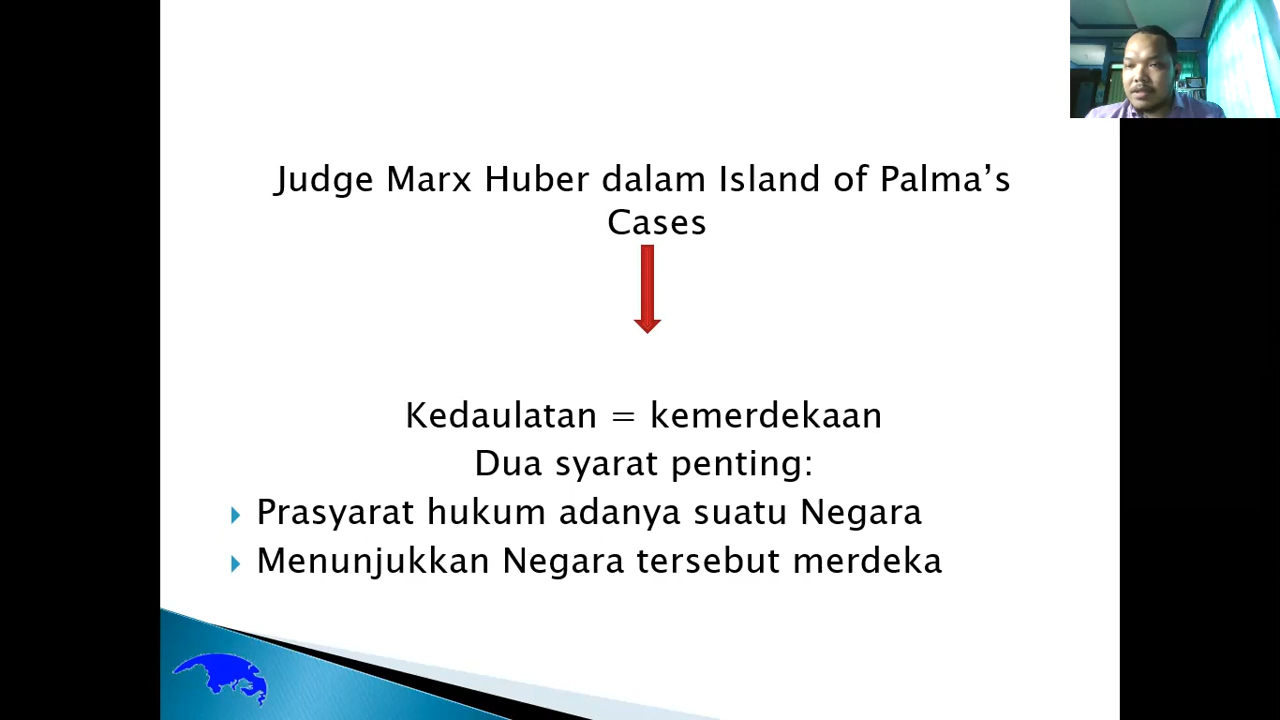 Judge Marx Huber dalam Island of Palma’s
Cases
Kedaulatan = kemerdekaan
Dua syarat penting:
Prasyarat hukum adanya suatu Negara
Menunjukkan Negara tersebut merdeka